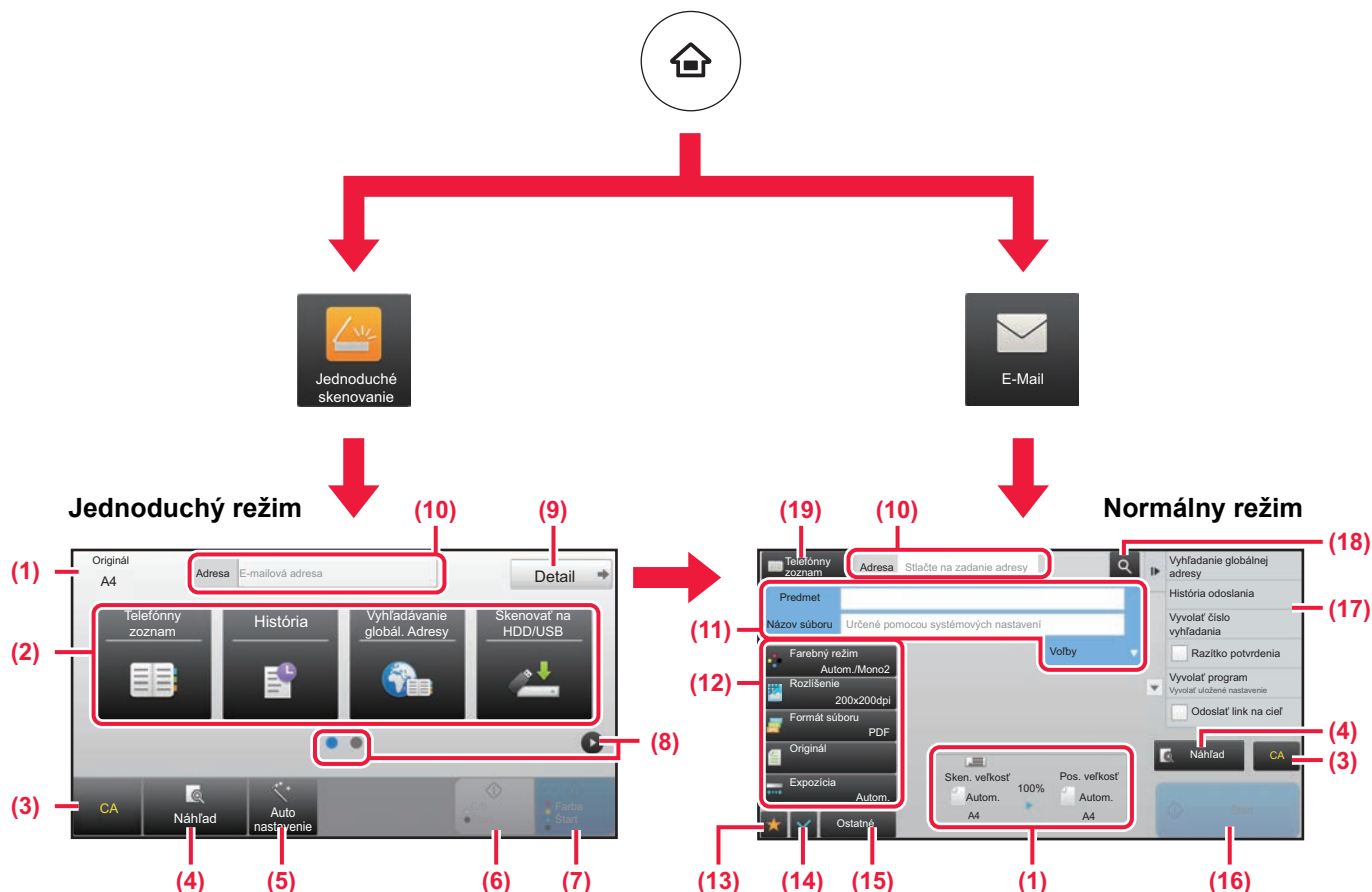 Jednoduché
skenovanie
E-Mail
Jednoduchý režim
(10)
(9)
(1)
Originál
A4
Adresa
E-mailová adresa
Detail
(2)
Telefónny
zoznam
História
Vyhľadávanie
globál. Adresy
Skenovať na
HDD/USB
(8)
(3)
CA
Náhľad
Auto
nastavenie
Farba
Štart
(4)
(5)
(6)
(7)
Normálny režim
(19)
(10)
(18)
Telefónny
zoznam
Adresa
Stlačte na zadanie adresy
(11)
Predmet
Názov súboru
Určené pomocou systémových nastavení
Voľby
(12)
Farebný režim
Autom./Mono2
Rozlíšenie
200x200dpi
Formát súboru
PDF
Originál
Expozícia
Autom.
Ostatné
Sken. veľkosť
Autom.
A4
100%
Pos. veľkosť
Autom.
A4
Vyhľadanie globálnej
adresy
História odoslania
(17)
Vyvolať číslo
vyhľadania
Razítko potvrdenia
Vyvolať program
Vyvolať uložené nastavenie
Odoslať link na cieľ
(4)
Náhľad
CA
(3)
(13)
(14)
(15)
(1)
(16)